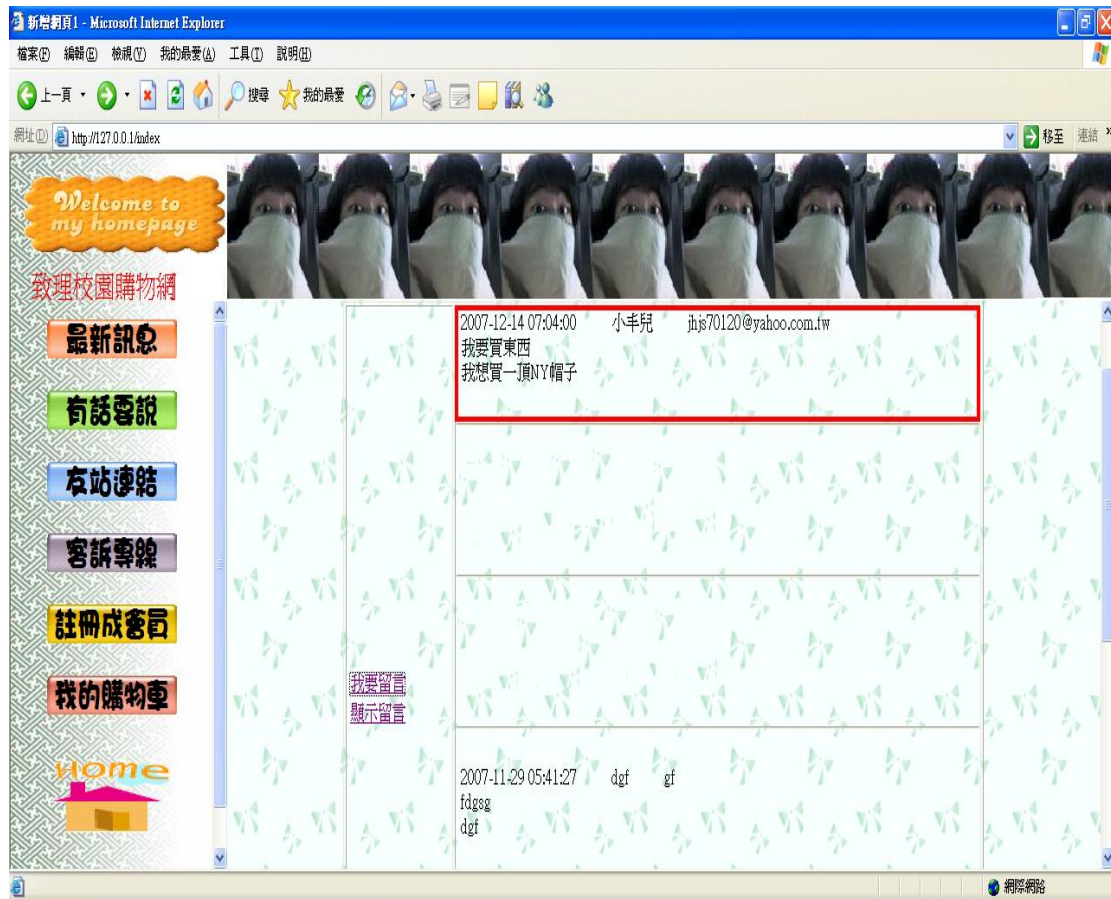 新增網頁1 - Microsoft Internet Explorer
檔案(F) 編輯(E) 檢視(V) 我的最愛(A) 工具(T) 說明(H)
上一頁 搜尋 我的最愛
網址(D) http://127.0.0.1/index 移至 連結 »
Welcome to
my homepage
致理校園購物網
最新訊息
有話要說
友站連結
客訴專線
註冊成會員
我的購物車
Home
我要留言
顯示留言
2007-12-14 07:04:00 小丰兒 jhjs70120@yahoo.com.tw
我要買東西
我想買一頂NY帽子
2007-11-29 05:41:27 dgf gf
fdgsg
dgf
網際網路